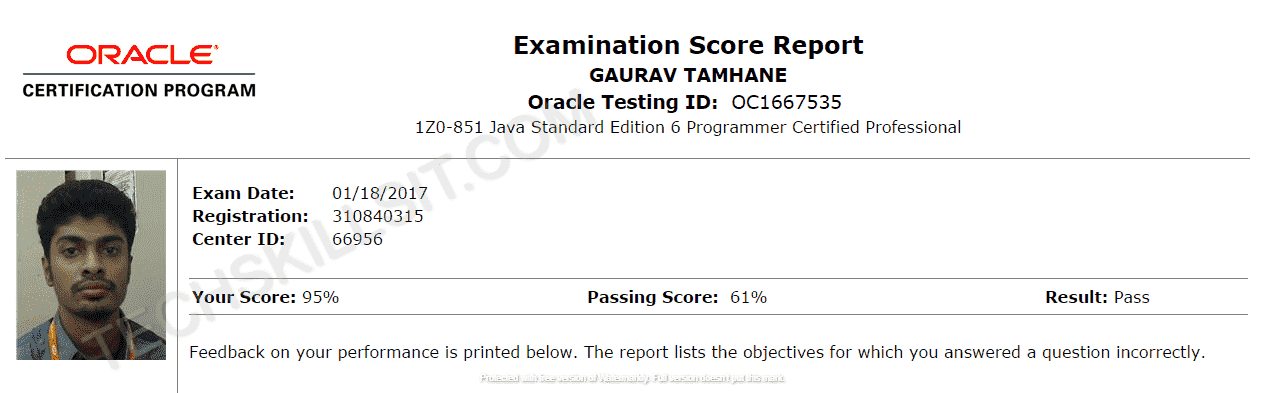 ORACLE
CERTIFICATION PROGRAM
Examination Score Report
GAURAV TAMHANE
Oracle Testing ID: OC1667535
1Z0-851 Java Standard Edition 6 Programmer Certified Professional
Exam Date: 01/18/2017
Registration: 310840315
Center ID: 66956
Your Score: 95% Passing Score: 61% Result: Pass
Feedback on your performance is printed below. The report lists the objectives for which you answered a question incorrectly.
TECHSKILLSIT.COM
Protected with free version of Watermarkly. Full version doesn't put this mark.